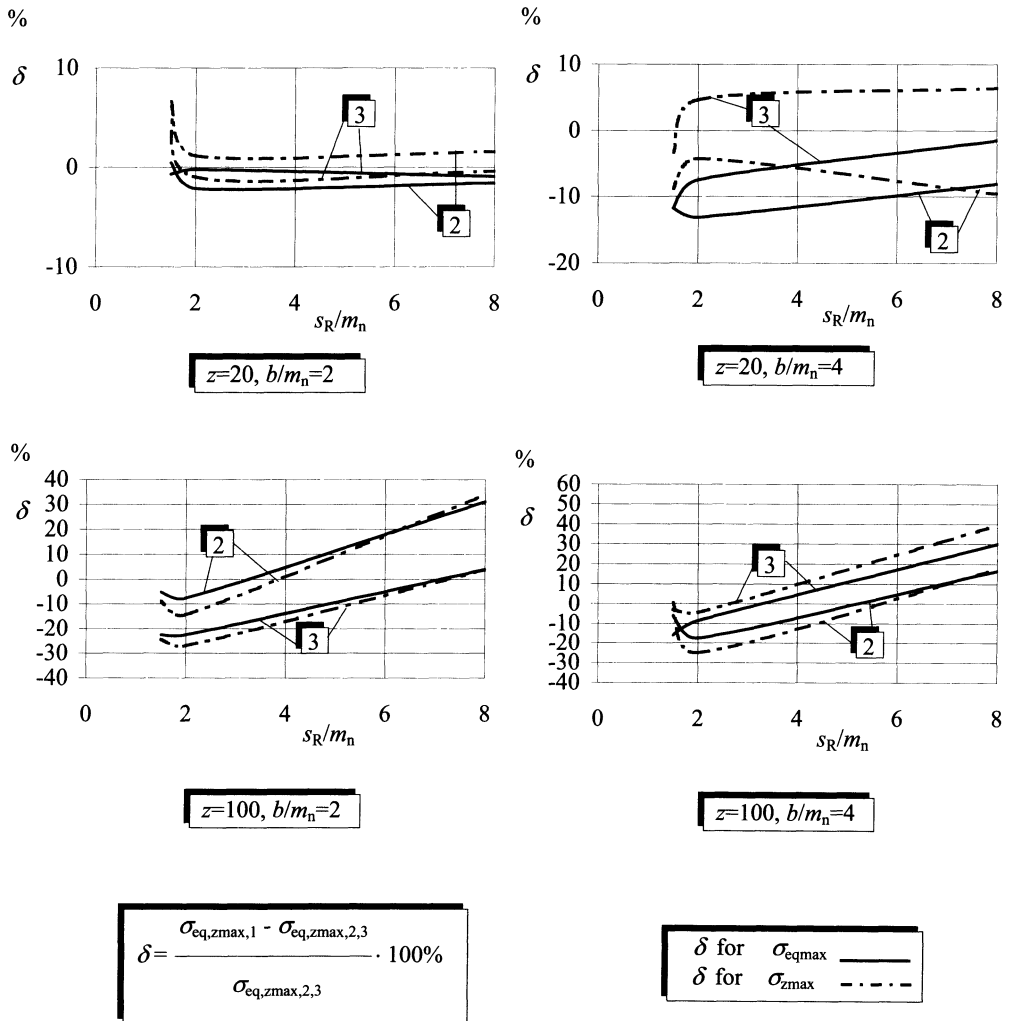 %
δ
10
0
-10
0 2 4 6 8
s_R/m_n
3
2
z=20, b/m_n=2
%
δ
10
0
-10
-20
0 2 4 6 8
s_R/m_n
3
2
z=20, b/m_n=4
%
δ
40
30
20
10
0
-10
-20
-30
-40
0 2 4 6 8
s_R/m_n
2
3
z=100, b/m_n=2
%
δ
60
50
40
30
20
10
0
-10
-20
-30
-40
0 2 4 6 8
s_R/m_n
3
2
z=100, b/m_n=4
σ_eq,zmax,1 - σ_eq,zmax,2,3
δ= · 100%
σ_eq,zmax,2,3
δ for σ_eqmax
δ for σ_zmax